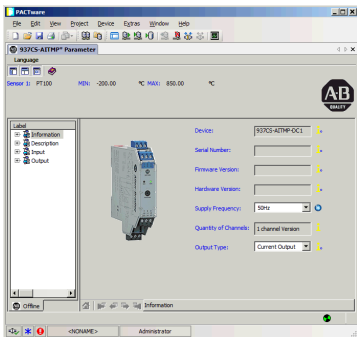 PACTware
File Edit View Project Device Extras Window Help
937CS-AITMP* Parameter
Language
Sensor 1: PT100 MIN: -200.00 °C MAX: 850.00 °C
AB
QUALITY
Label
Information
Description
Input
Output
Device: 937CS-AITMP-DC1
Serial Number:
Firmware Version:
Hardware Version:
Supply Frequency: 50Hz
Quantity of Channels: 1 channel Version
Output Type: Current Output
Offline
Information
<NONAME> Administrator